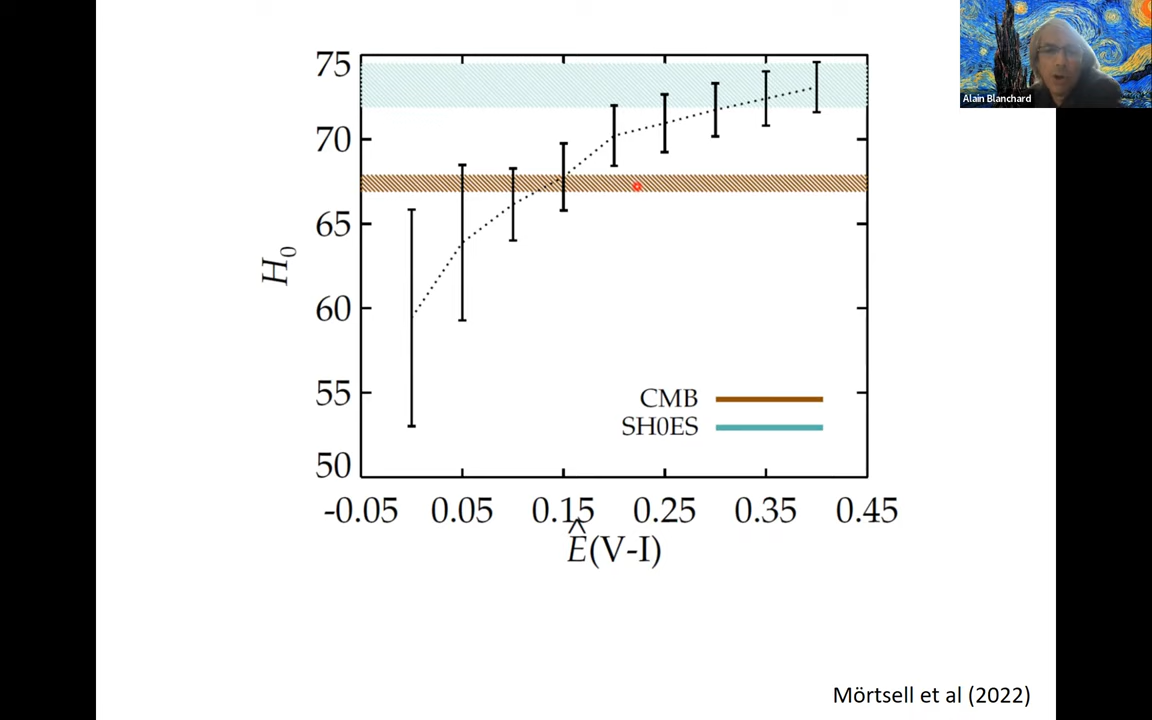 Alain Blanchard
75
70
65
60
55
50
H₀
CMB
SH0ES
-0.05 0.05 0.15 0.25 0.35 0.45
Ê(V-I)
Mörtsell et al (2022)